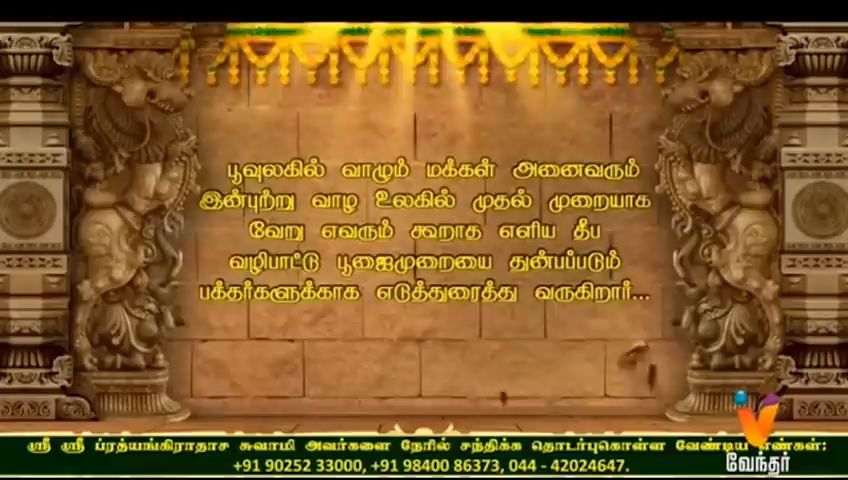 பூவுலகில் வாழும் மக்கள் அனைவரும்
இன்புற்று வாழ உலகில் முதல் முறையாக
வேறு எவரும் கூறாத எளிய தீப
வழிபாட்டு பூஜைமுறையை துன்பப்படும்
பக்தர்களுக்காக எடுத்துரைத்து வருகிறார்...
ஸ்ரீ ஸ்ரீ ப்ரத்யங்கிராதாச சுவாமி அவர்களை நேரில் சந்திக்க தொடர்புகொள்ள வேண்டிய எண்கள்:
+91 90252 33000, +91 98400 86373, 044 - 42024647.
வேந்தர்